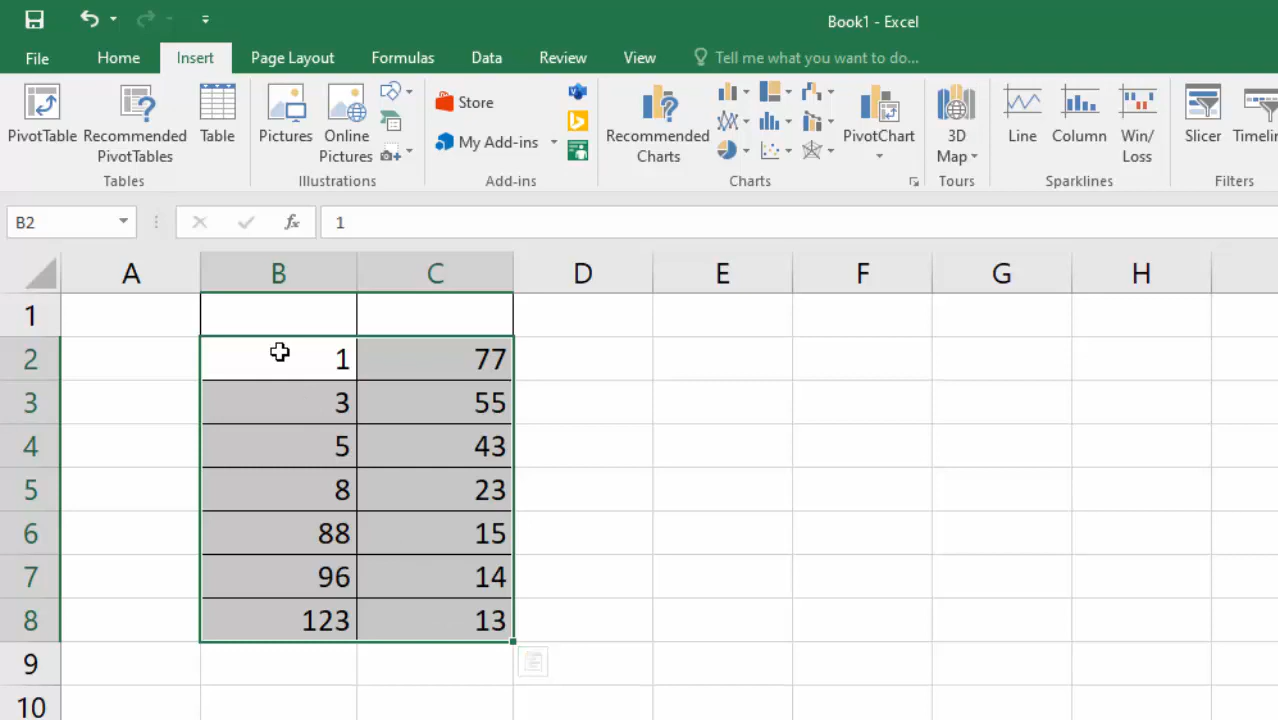 Book1 - Excel
File Home Insert Page Layout Formulas Data Review View Tell me what you want to do...
PivotTable Recommended PivotTables Table Pictures Online Pictures Store My Add-ins Recommended Charts PivotChart 3D Map Line Column Win/ Loss Slicer Timelin
Tables Illustrations Add-ins Charts Tours Sparklines Filters
B2 fx 1
A B C D E F G H
1
2 1 77
3 3 55
4 5 43
5 8 23
6 88 15
7 96 14
8 123 13
9
10